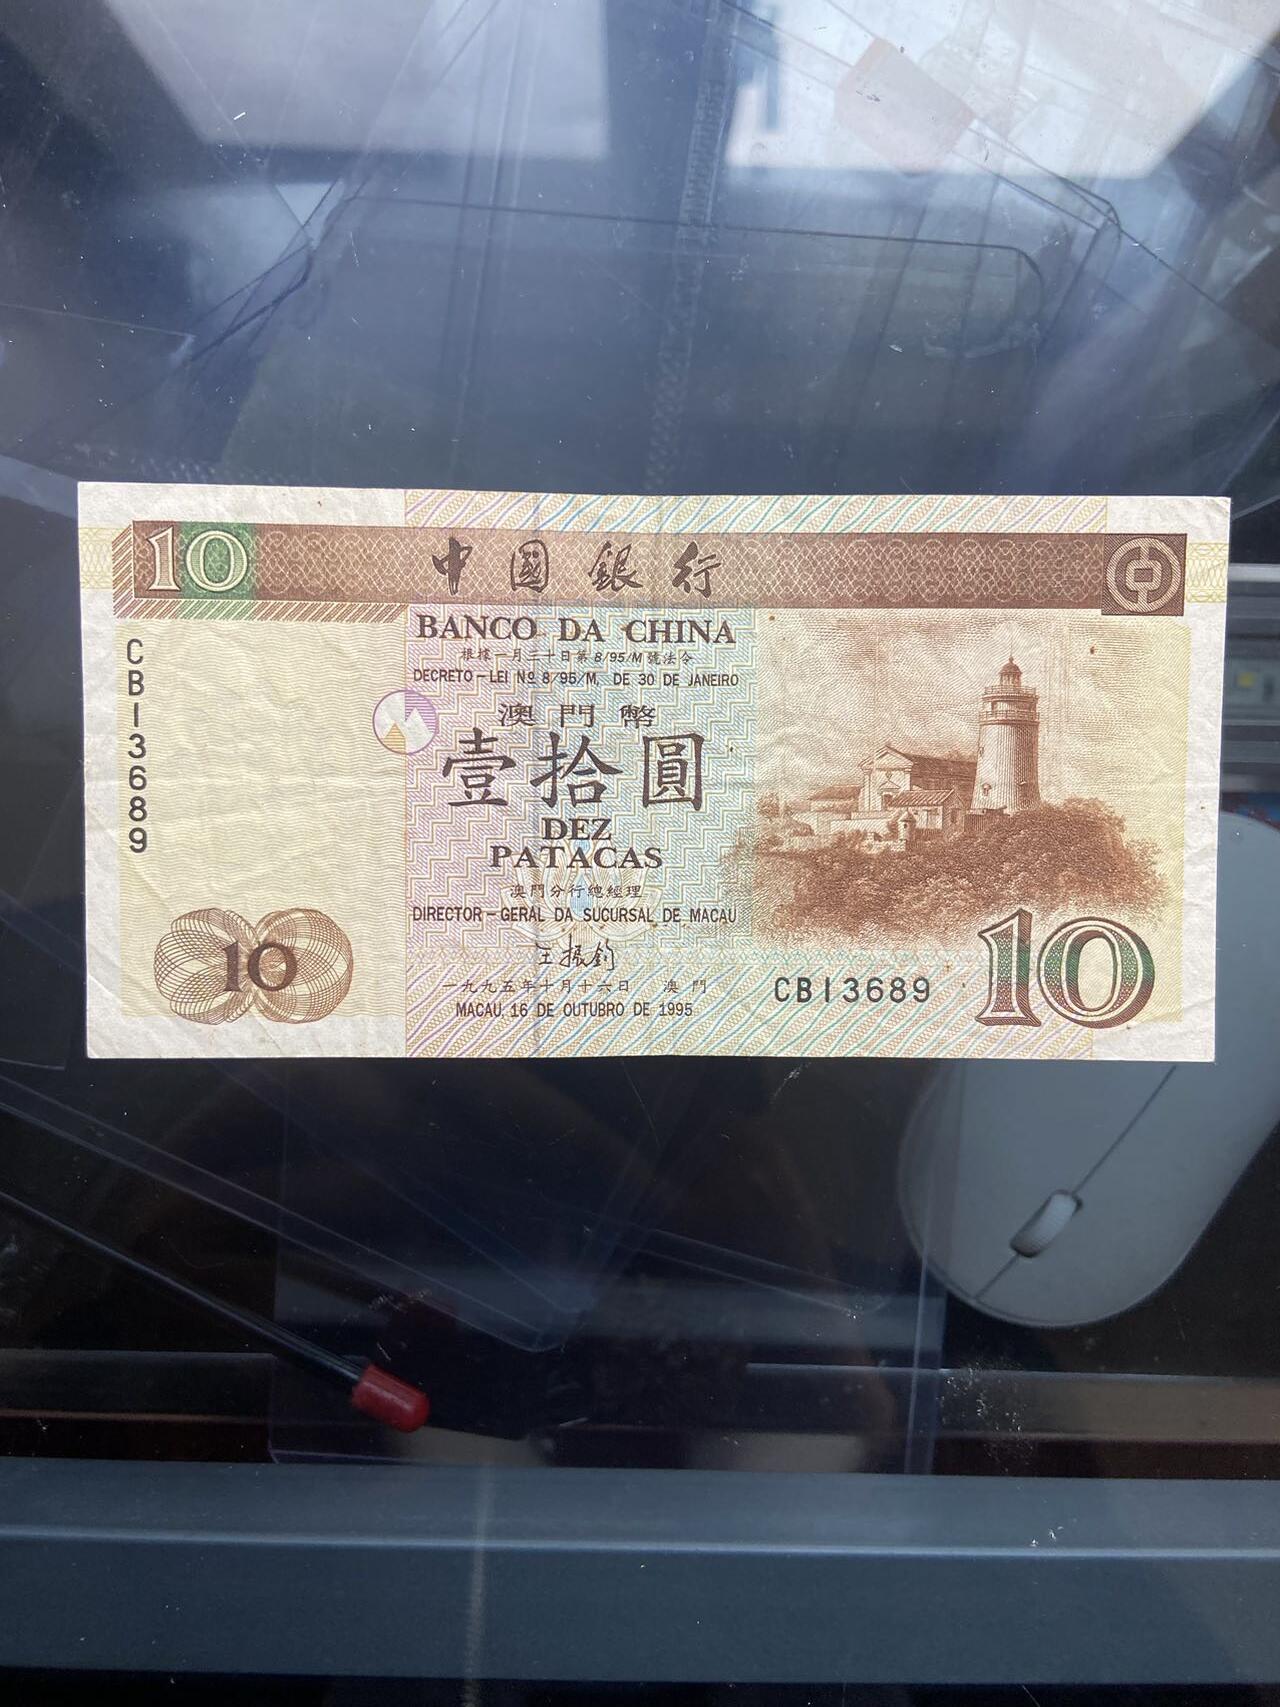 10
中國銀行
BANCO DA CHINA
根據一月三十日第8/95/M號法令
DECRETO-LEI Nº 8/95/M, DE 30 DE JANEIRO
CB13689
澳門幣
壹拾圓
DEZ
PATACAS
澳門分行總經理
DIRECTOR-GERAL DA SUCURSAL DE MACAU
王振鈞
10
一九九五年十月十六日 澳門
MACAU, 16 DE OUTUBRO DE 1995
CB13689
10